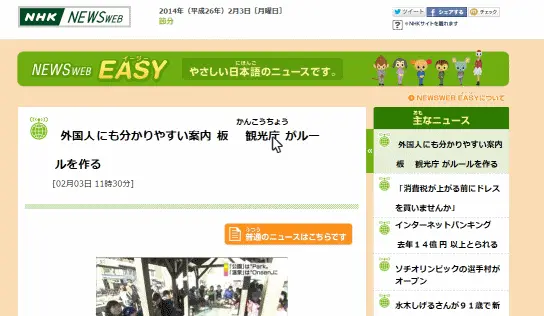 NHK NEWSWEB
2014年（平成26年）2月3日［月曜日］
節分
ツイート
シェアする
チェック
? ※NHKサイトを離れます
イージー
NEWSWEB EASY
にほんご
やさしい日本語のニュースです。
NEWSWEB EASYについて
かんこうちょう
外国人にも分かりやすい案内 板 観光庁 がルー
ルを作る
[02月03日 11時30分]
ふつう
普通のニュースはこちらです
「公園」は"Park、
「温泉」は"Onsen」に
おも
主なニュース
«
外国人にも分かりやすい案内
板 観光庁 がルールを作る
「消費税が上がる前にドレス
を買いませんか」
インターネットバンキング
去年１４億 円 以上とられる
ソチオリンピックの選手村が
オープン
水木しげるさんが９１歳で新